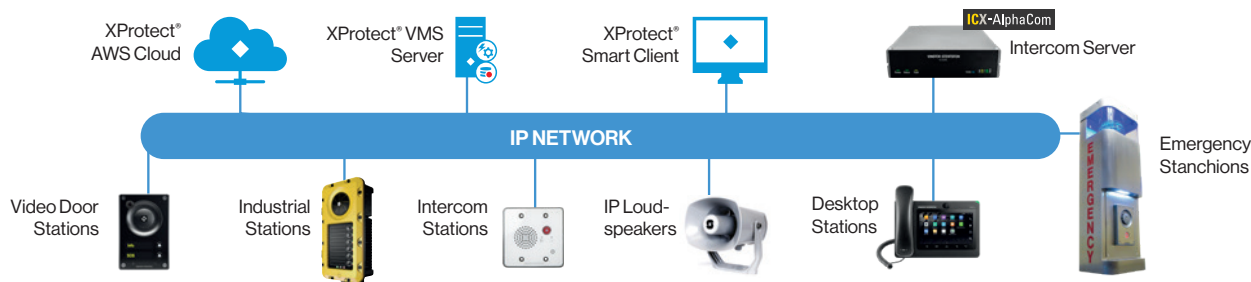 XProtect®
AWS Cloud
XProtect® VMS
Server
XProtect®
Smart Client
ICX-AlphaCom
Intercom Server
IP NETWORK
Video Door
Stations
Industrial
Stations
Intercom
Stations
IP Loud-
speakers
Desktop
Stations
EMERGENCY
Emergency
Stanchions